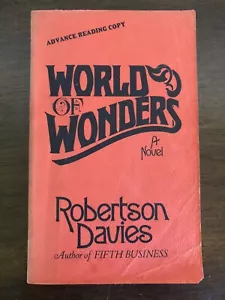 ADVANCE READING COPY
WORLD
OF
WONDERS
A
Novel
Robertson
Davies
Author of FIFTH BUSINESS